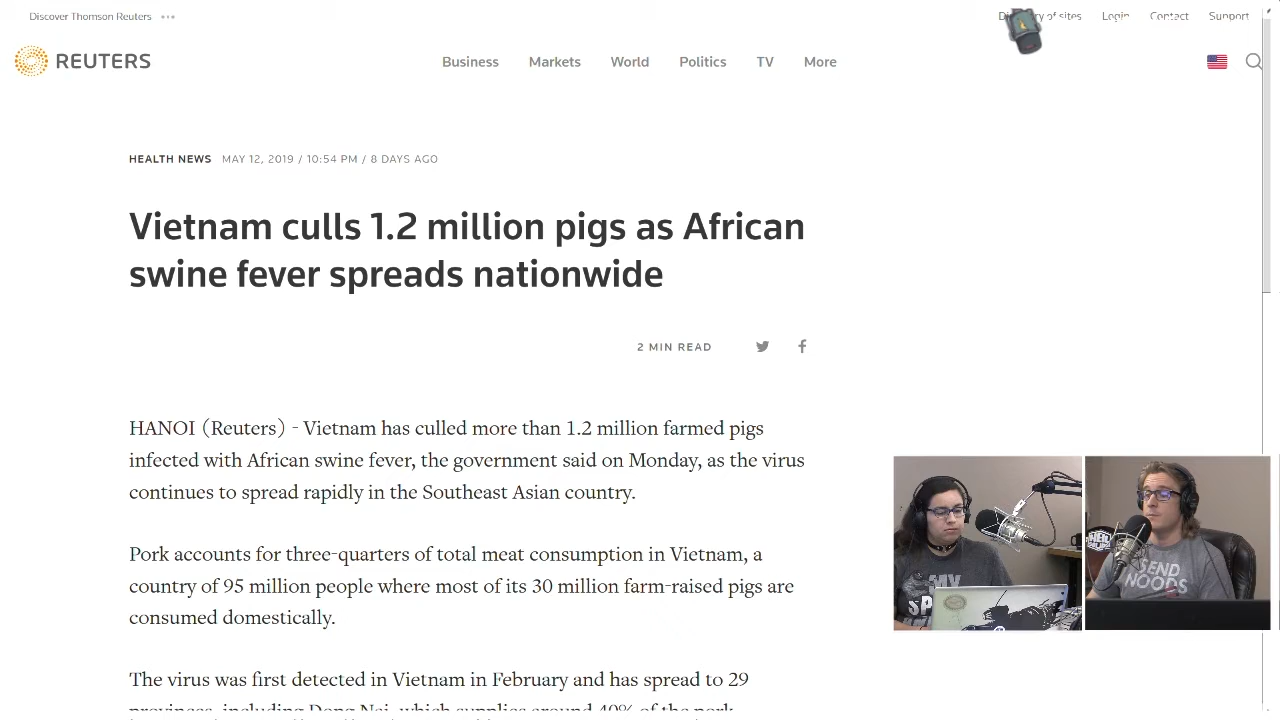 Discover Thomson Reuters
of sites Login Contact Support
REUTERS
Business Markets World Politics TV More
HEALTH NEWS MAY 12, 2019 / 10:54 PM / 8 DAYS AGO
Vietnam culls 1.2 million pigs as African
swine fever spreads nationwide
2 MIN READ
HANOI (Reuters) - Vietnam has culled more than 1.2 million farmed pigs
infected with African swine fever, the government said on Monday, as the virus
continues to spread rapidly in the Southeast Asian country.
Pork accounts for three-quarters of total meat consumption in Vietnam, a
country of 95 million people where most of its 30 million farm-raised pigs are
consumed domestically.
The virus was first detected in Vietnam in February and has spread to 29
provinces, including Dong Nai, which supplies around 40% of the pork
MY
SP
SEND
NOODS